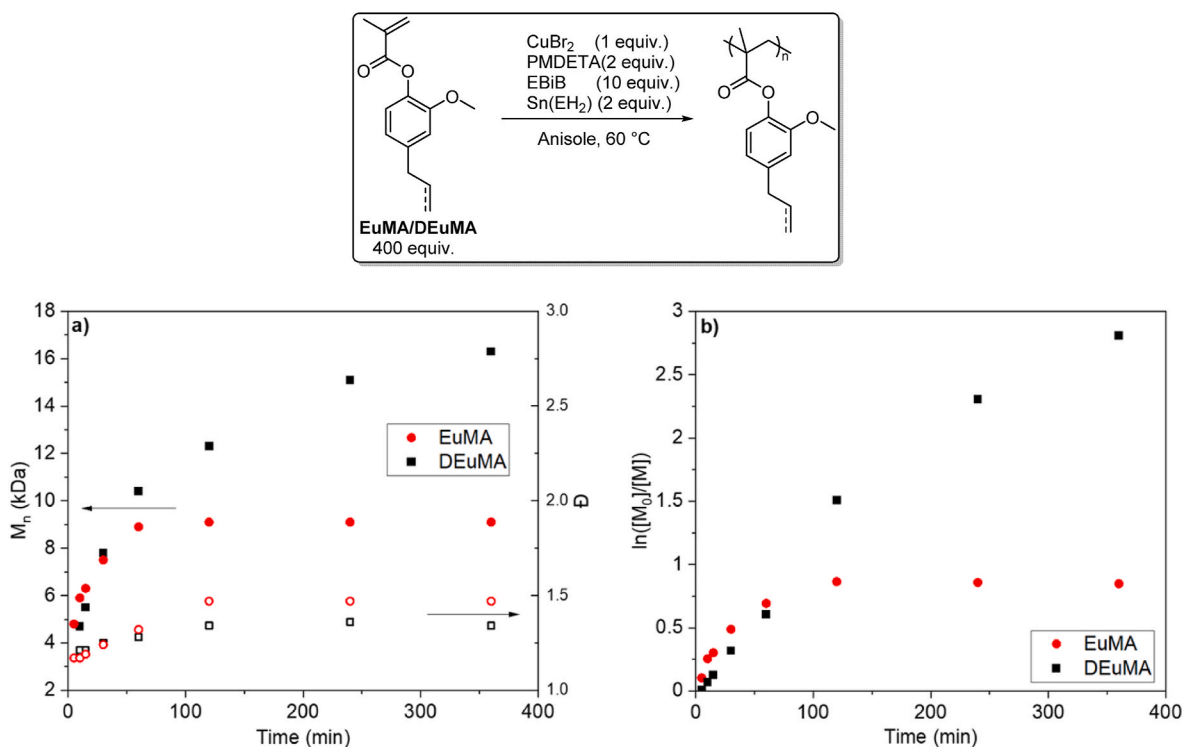 CuBr2 (1 equiv.)
PMDETA(2 equiv.)
EBiB (10 equiv.)
Sn(EH2) (2 equiv.)
Anisole, 60 °C
O
O
O
EuMA/DEuMA
400 equiv.
n
O
O
O
a)
18
16
14
12
10
8
6
4
2
Mn (kDa)
3.0
2.5
2.0
1.5
1.0
Đ
EuMA
DEuMA
0
100
200
300
400
Time (min)
b)
3
2.5
2
1.5
1
0.5
0
ln([M0]/[M])
EuMA
DEuMA
0
100
200
300
400
Time (min)